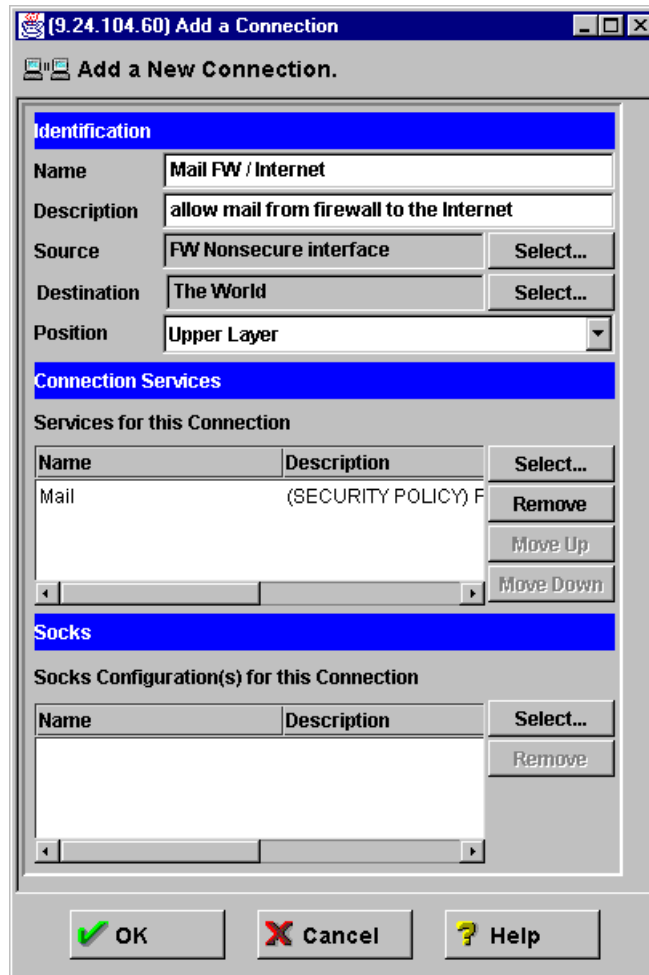 (9.24.104.60) Add a Connection
Add a New Connection.
Identification
Name Mail FW / Internet
Description allow mail from firewall to the Internet
Source FW Nonsecure interface Select...
Destination The World Select...
Position Upper Layer
Connection Services
Services for this Connection
Name Description Select...
Mail (SECURITY POLICY) F
Remove
Move Up
Move Down
Socks
Socks Configuration(s) for this Connection
Name Description Select...
Remove
OK Cancel Help